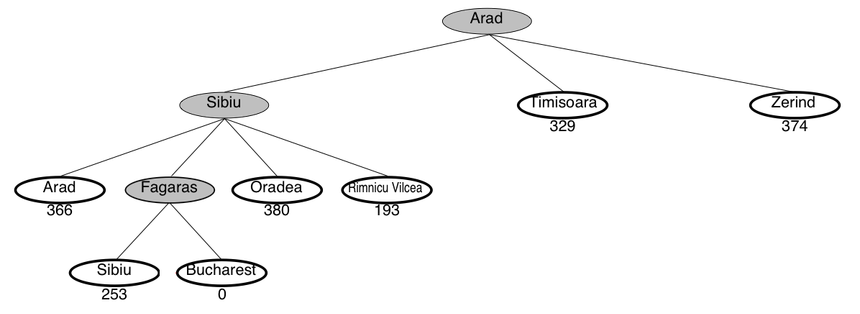 Arad
Sibiu
Timisoara
Zerind
329
374
Arad
Fagaras
Oradea
Rimnicu Vilcea
366
380
193
Sibiu
Bucharest
253
0